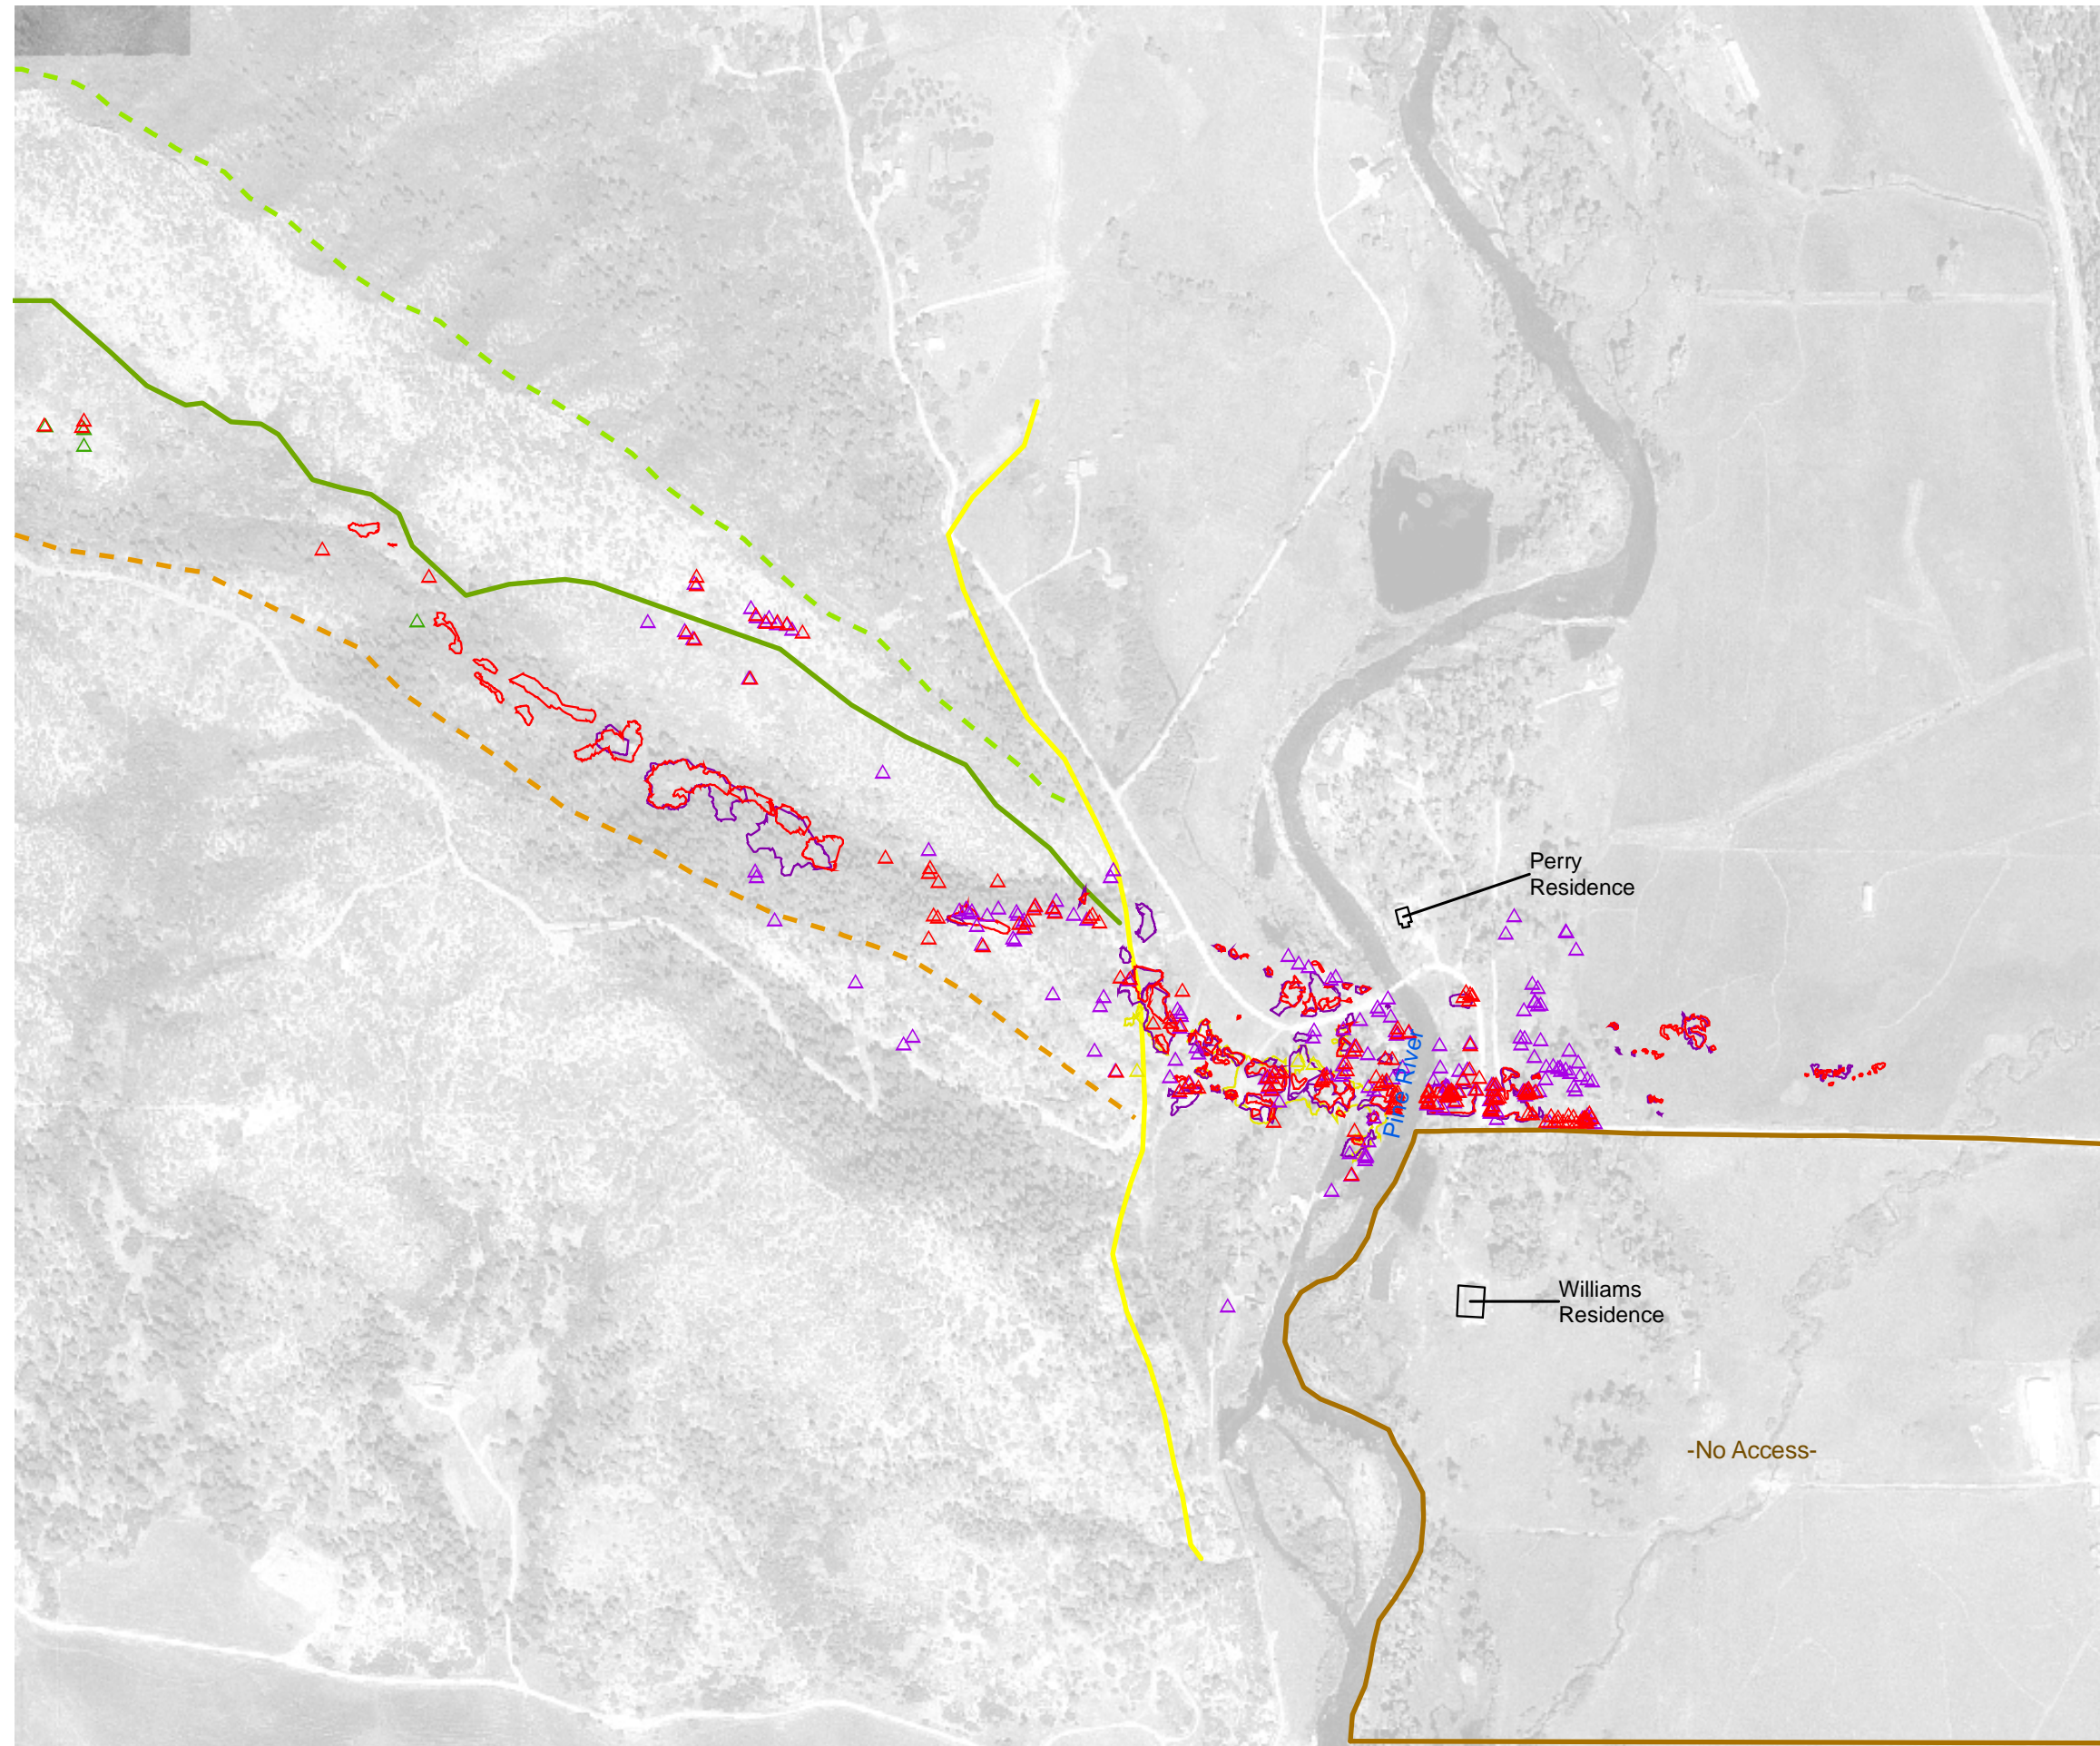 Perry
Residence
Pine River
Williams
Residence
-No Access-